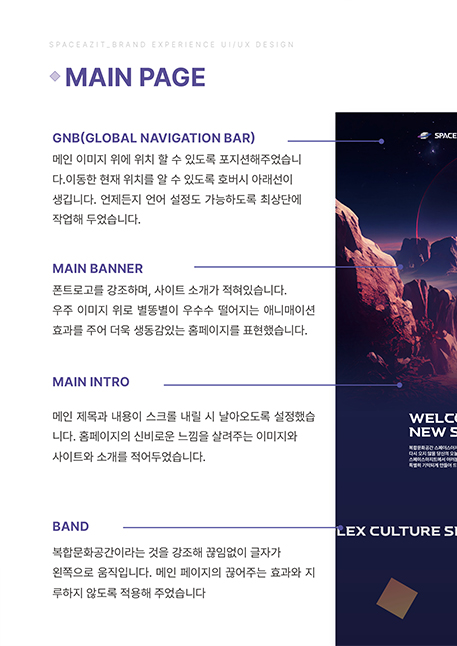 SPACEAZIT_BRAND EXPERIENCE UI/UX DESIGN
MAIN PAGE
GNB(GLOBAL NAVIGATION BAR)
메인 이미지 위에 위치 할 수 있도록 포지션해주었습니
다.이동한 현재 위치를 알 수 있도록 호버시 아래선이
생깁니다. 언제든지 언어 설정도 가능하도록 최상단에
작업해 두었습니다.
SPACE
MAIN BANNER
폰트로고를 강조하며, 사이트 소개가 적혀있습니다.
우주 이미지 위로 별똥별이 우수수 떨어지는 애니매이션
효과를 주어 더욱 생동감있는 홈페이지를 표현했습니다.
MAIN INTRO
메인 제목과 내용이 스크롤 내릴 시 날아오도록 설정했습
니다. 홈페이지의 신비로운 느낌을 살려주는 이미지와
사이트와 소개를 적어두었습니다.
WELCO
NEW S
복합문화공간 스페이스아지
BAND
복합문화공간이라는 것을 강조해 끊임없이 글자가
왼쪽으로 움직입니다. 메인 페이지의 끊어주는 효과와 지
루하지 않도록 적용해 주었습니다
LEX CULTURE S